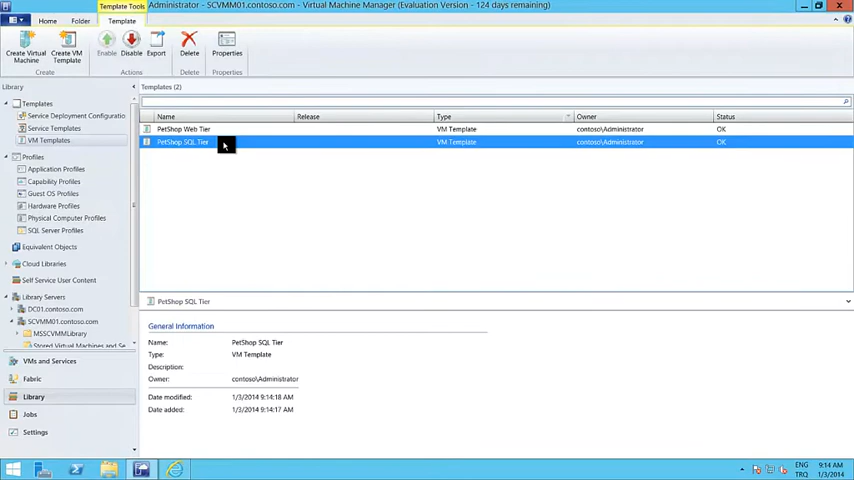 Template Tools
Administrator - SCVMM01.contoso.com - Virtual Machine Manager (Evaluation Version - 124 days remaining)
Home Folder Template
Create Virtual Machine
Create VM Template
Enable Disable Export
Delete
Properties
Create Actions Delete Properties
Library
Templates
Service Deployment Configuratio
Service Templates
VM Templates
Profiles
Application Profiles
Capability Profiles
Guest OS Profiles
Hardware Profiles
Physical Computer Profiles
SQL Server Profiles
Equivalent Objects
Cloud Libraries
Self Service User Content
Library Servers
DC01.contoso.com
SCVMM01.contoso.com
MSSCVMMLibrary
Stored Virtual Machines and Se
VMs and Services
Fabric
Library
Jobs
Settings
Templates (2)
Name Release Type Owner Status
PetShop Web Tier VM Template contoso\Administrator OK
PetShop SQL Tier VM Template contoso\Administrator OK
PetShop SQL Tier
General Information
Name: PetShop SQL Tier
Type: VM Template
Description:
Owner: contoso\Administrator
Date modified: 1/3/2014 9:14:18 AM
Date added: 1/3/2014 9:14:17 AM
ENG 9:14 AM
TRQ 1/3/2014